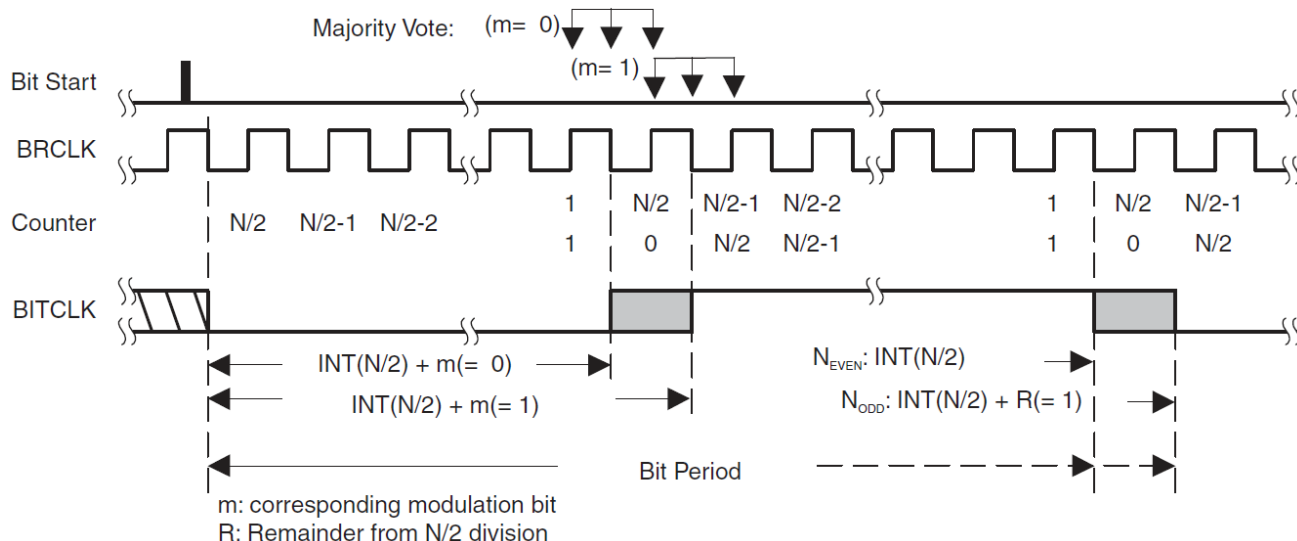 Majority Vote: (m= 0)
(m= 1)
Bit Start
BRCLK
Counter
N/2 N/2-1 N/2-2 1 N/2 N/2-1 N/2-2 1 N/2 N/2-1
1 0 N/2 N/2-1 1 0 N/2
BITCLK
INT(N/2) + m(= 0) NEVEN: INT(N/2)
INT(N/2) + m(= 1) NODD: INT(N/2) + R(= 1)
Bit Period
m: corresponding modulation bit
R: Remainder from N/2 division